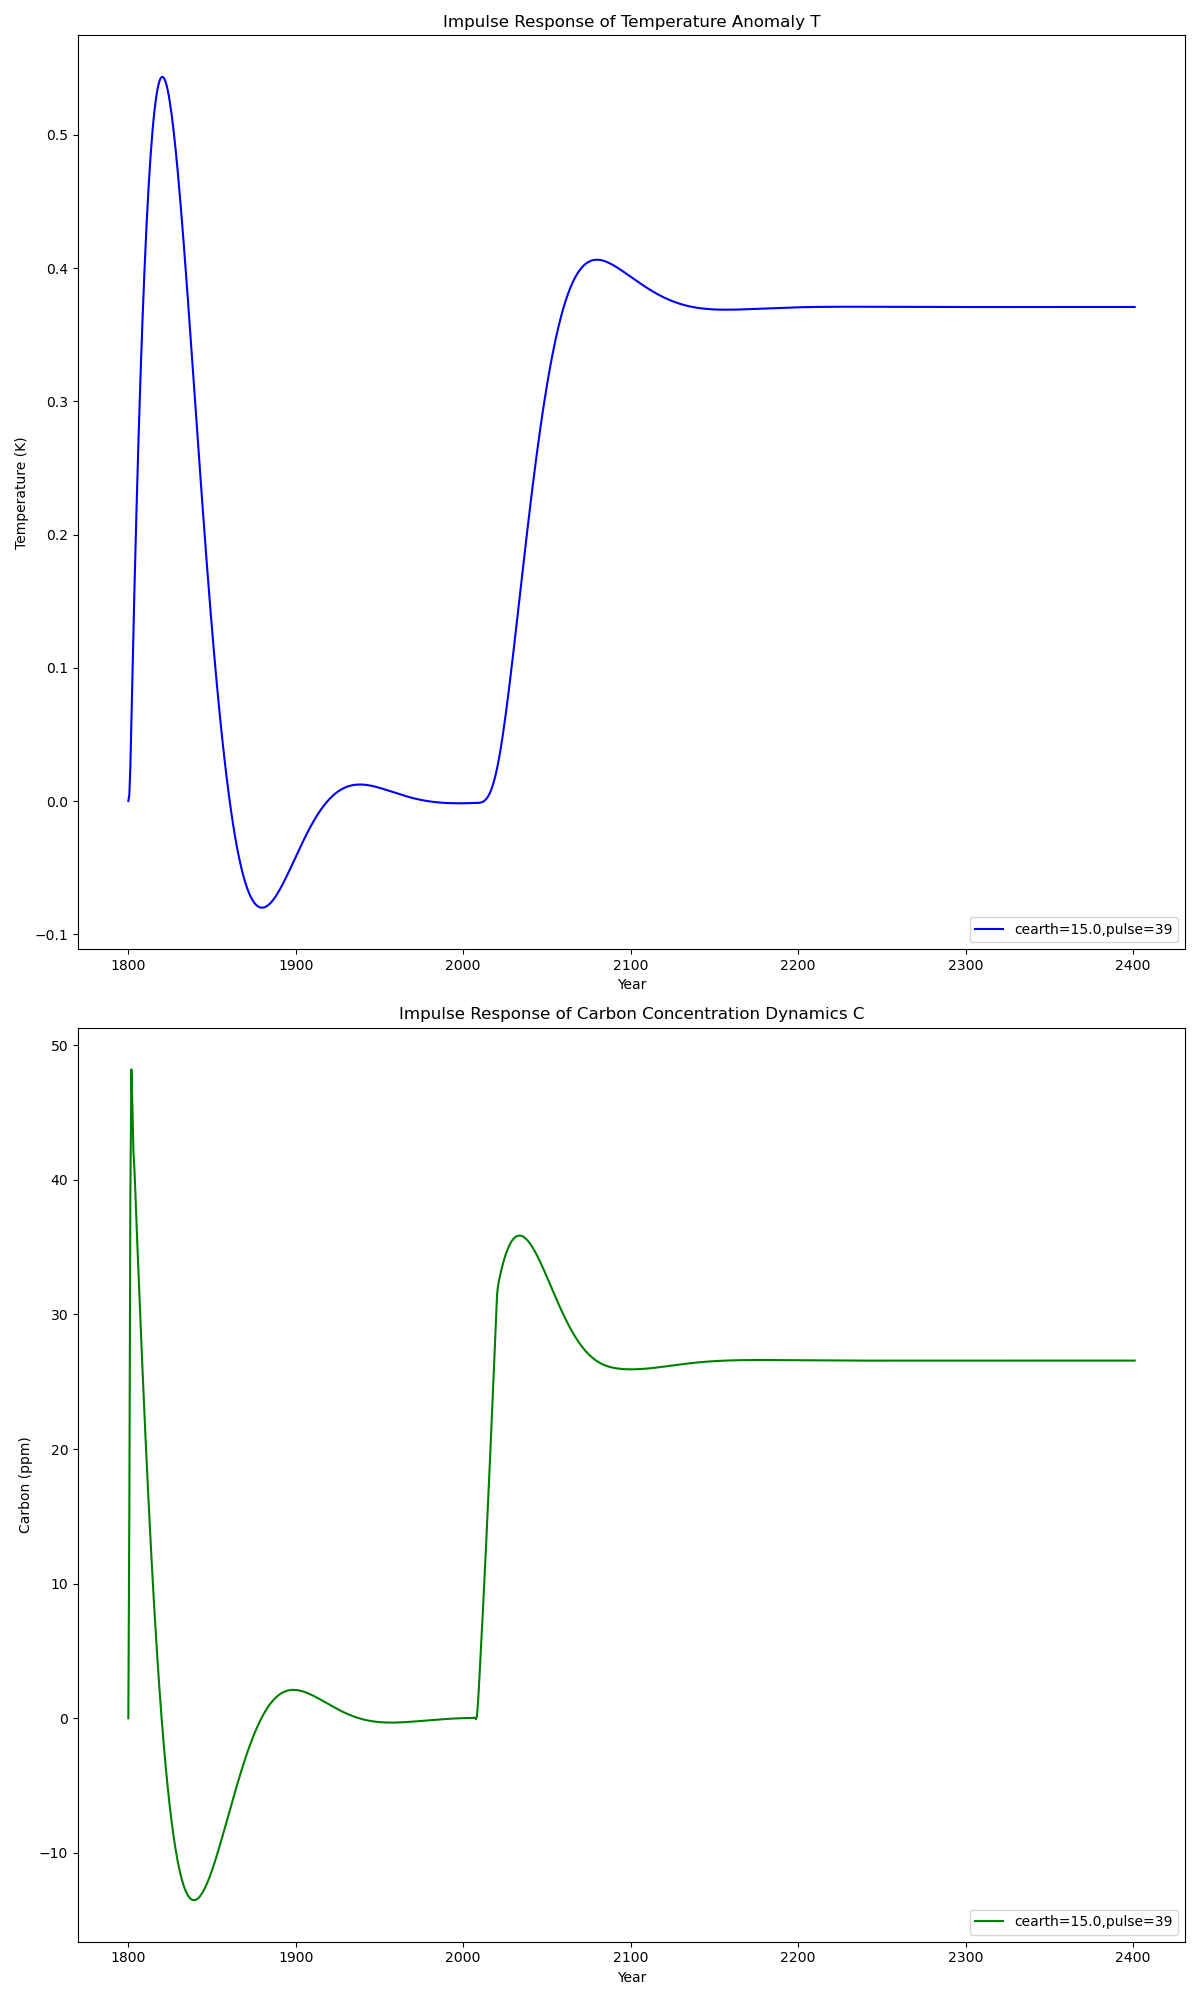 Impulse Response of Temperature Anomaly T
Temperature (K)
0.5
0.4
0.3
0.2
0.1
0.0
−0.1
cearth=15.0,pulse=39
1800 1900 2000 2100 2200 2300 2400
Year
Impulse Response of Carbon Concentration Dynamics C
Carbon (ppm)
50
40
30
20
10
0
−10
cearth=15.0,pulse=39
1800 1900 2000 2100 2200 2300 2400
Year